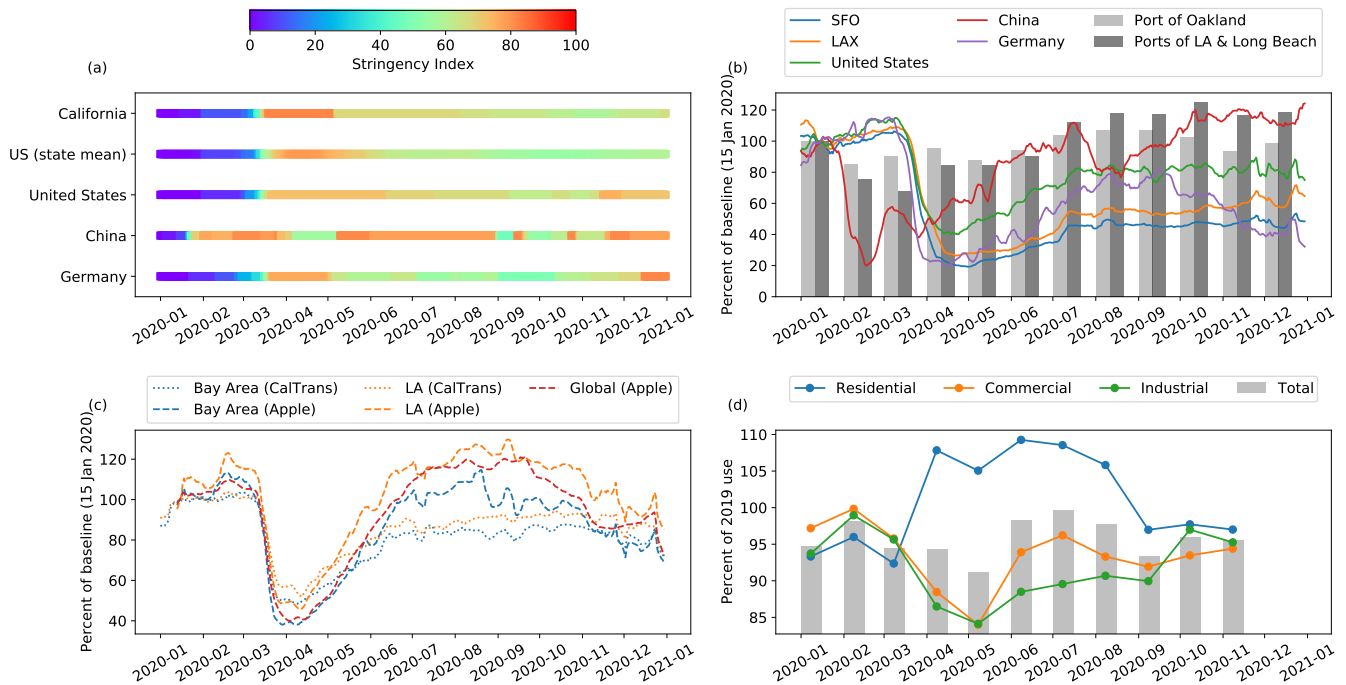 0 20 40 60 80 100
Stringency Index
(a)
California
US (state mean)
United States
China
Germany
2020-01 2020-02 2020-03 2020-04 2020-05 2020-06 2020-07 2020-08 2020-09 2020-10 2020-11 2020-12 2021-01
SFO China Port of Oakland
LAX Germany Ports of LA & Long Beach
United States
(b)
Percent of baseline (15 Jan 2020)
120
100
80
60
40
20
0
2020-01 2020-02 2020-03 2020-04 2020-05 2020-06 2020-07 2020-08 2020-09 2020-10 2020-11 2020-12 2021-01
Bay Area (CalTrans) LA (CalTrans) Global (Apple)
Bay Area (Apple) LA (Apple)
(c)
Percent of baseline (15 Jan 2020)
120
100
80
60
40
2020-01 2020-02 2020-03 2020-04 2020-05 2020-06 2020-07 2020-08 2020-09 2020-10 2020-11 2020-12 2021-01
Residential Commercial Industrial Total
(d)
Percent of 2019 use
110
105
100
95
90
85
2020-01 2020-02 2020-03 2020-04 2020-05 2020-06 2020-07 2020-08 2020-09 2020-10 2020-11 2020-12 2021-01